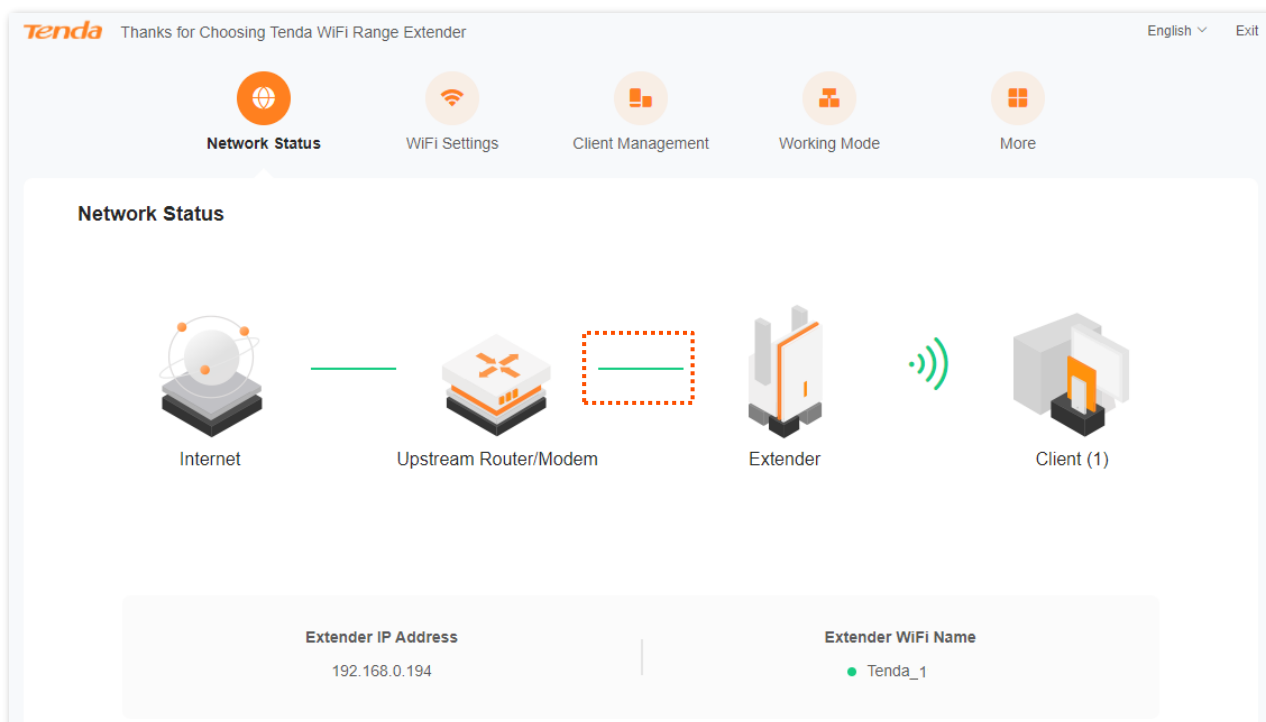 Tenda Thanks for Choosing Tenda WiFi Range Extender English Exit
Network Status WiFi Settings Client Management Working Mode More
Network Status
Internet Upstream Router/Modem Extender Client (1)
Extender IP Address Extender WiFi Name
192.168.0.194 Tenda_1